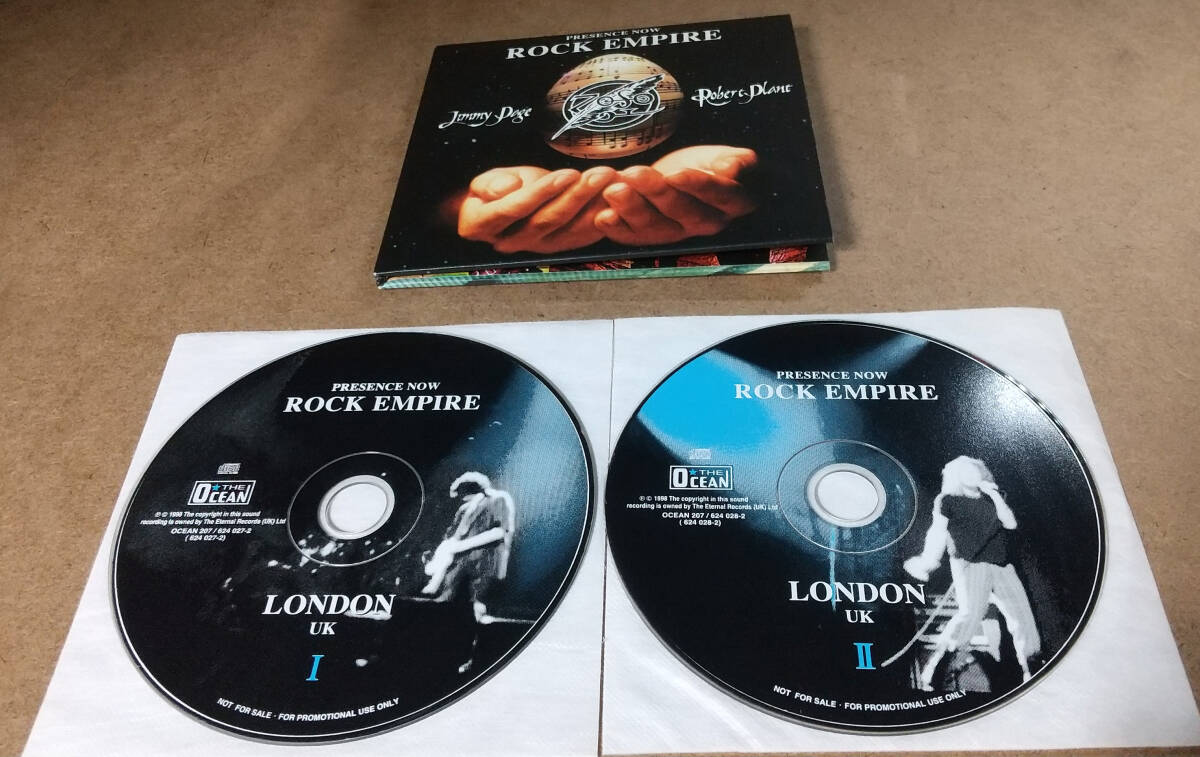 PRESENCE NOW
ROCK EMPIRE
Jimmy Page
Robert Plant
PRESENCE NOW
ROCK EMPIRE
THE
OCEAN
℗ © 1998 The copyright in this sound
recording is owned by The Eternal Records (UK) Ltd
OCEAN 207 / 624 027-2
( 624 027-2)
LONDON
UK
I
NOT FOR SALE · FOR PROMOTIONAL USE ONLY
PRESENCE NOW
ROCK EMPIRE
THE
OCEAN
℗ © 1998 The copyright in this sound
recording is owned by The Eternal Records (UK) Ltd
OCEAN 207 / 624 028-2
( 624 028-2)
LONDON
UK
II
NOT FOR SALE · FOR PROMOTIONAL USE ONLY